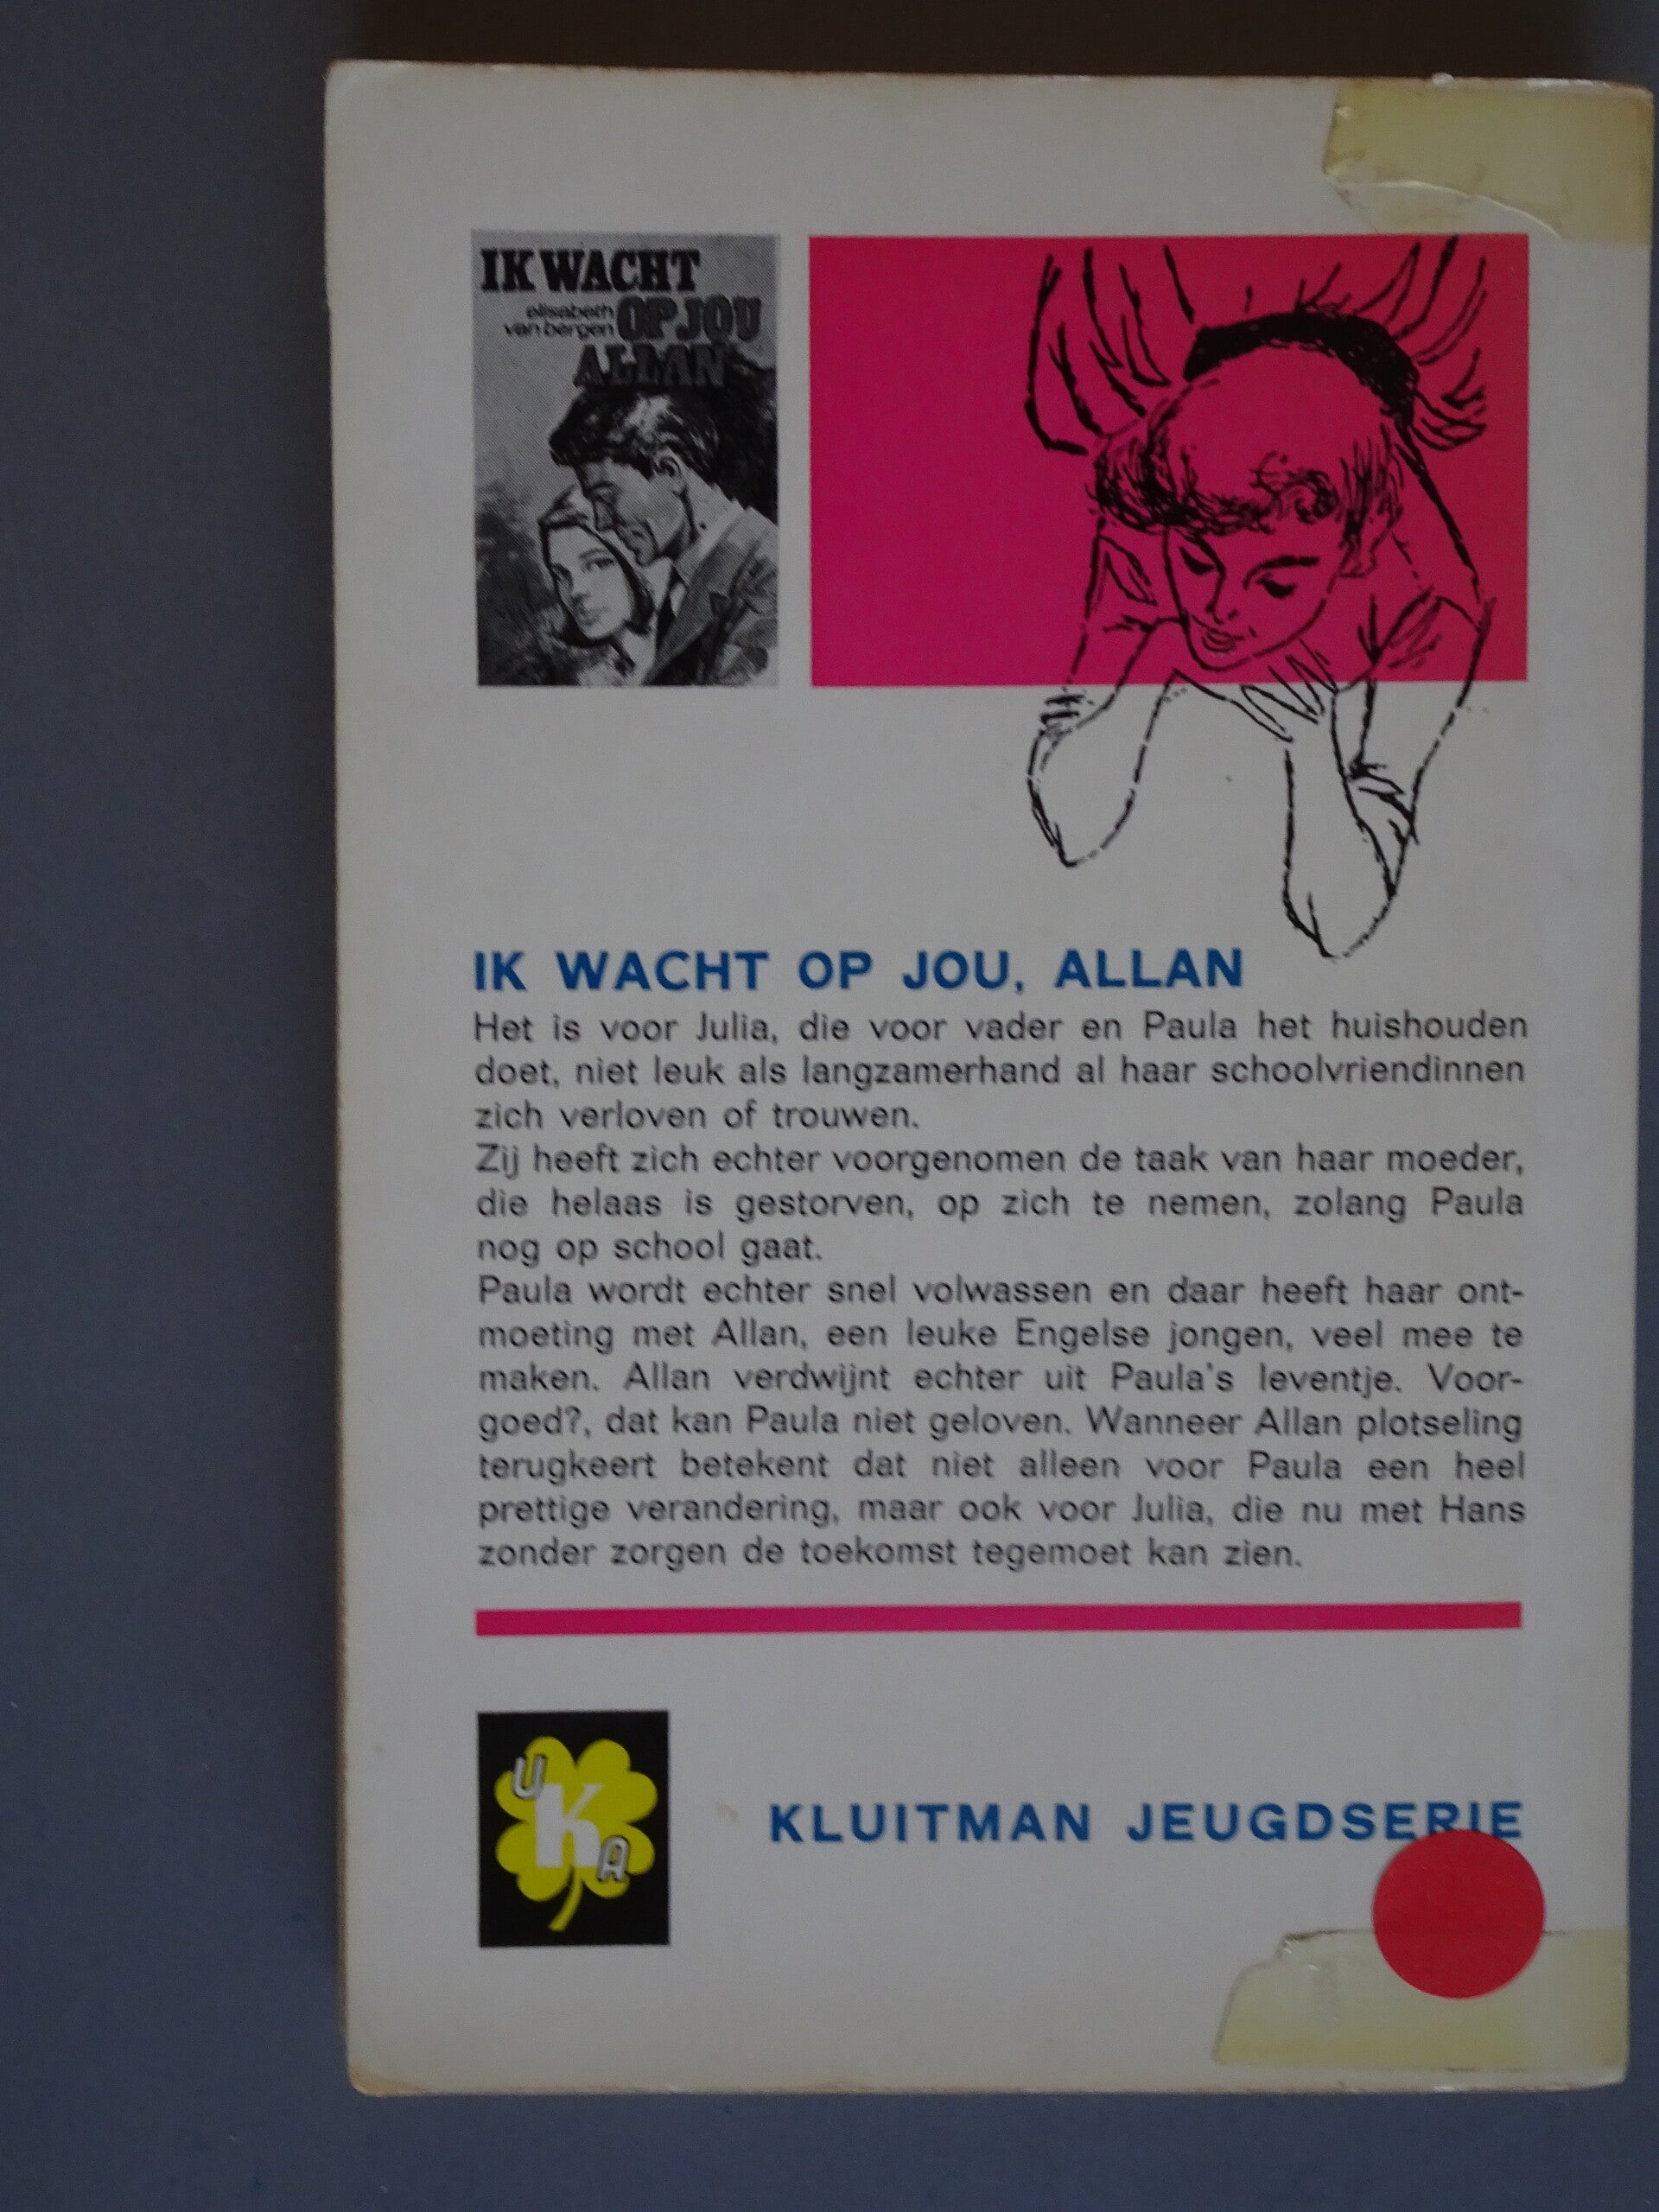 IK WACHT
elisabeth
van bergen
OP JOU
ALLAN
IK WACHT OP JOU, ALLAN
Het is voor Julia, die voor vader en Paula het huishouden
doet, niet leuk als langzamerhand al haar schoolvriendinnen
zich verloven of trouwen.
Zij heeft zich echter voorgenomen de taak van haar moeder,
die helaas is gestorven, op zich te nemen, zolang Paula
nog op school gaat.
Paula wordt echter snel volwassen en daar heeft haar ont-
moeting met Allan, een leuke Engelse jongen, veel mee te
maken. Allan verdwijnt echter uit Paula's leventje. Voor-
goed?, dat kan Paula niet geloven. Wanneer Allan plotseling
terugkeert betekent dat niet alleen voor Paula een heel
prettige verandering, maar ook voor Julia, die nu met Hans
zonder zorgen de toekomst tegemoet kan zien.
U
K
A
KLUITMAN JEUGDSERIE